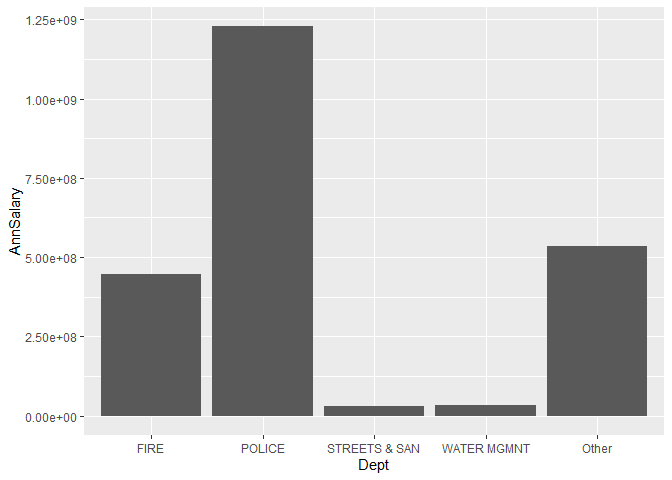 1.25e+09
1.00e+09
7.50e+08
5.00e+08
2.50e+08
0.00e+00
AnnSalary
FIRE POLICE STREETS & SAN WATER MGMNT Other
Dept